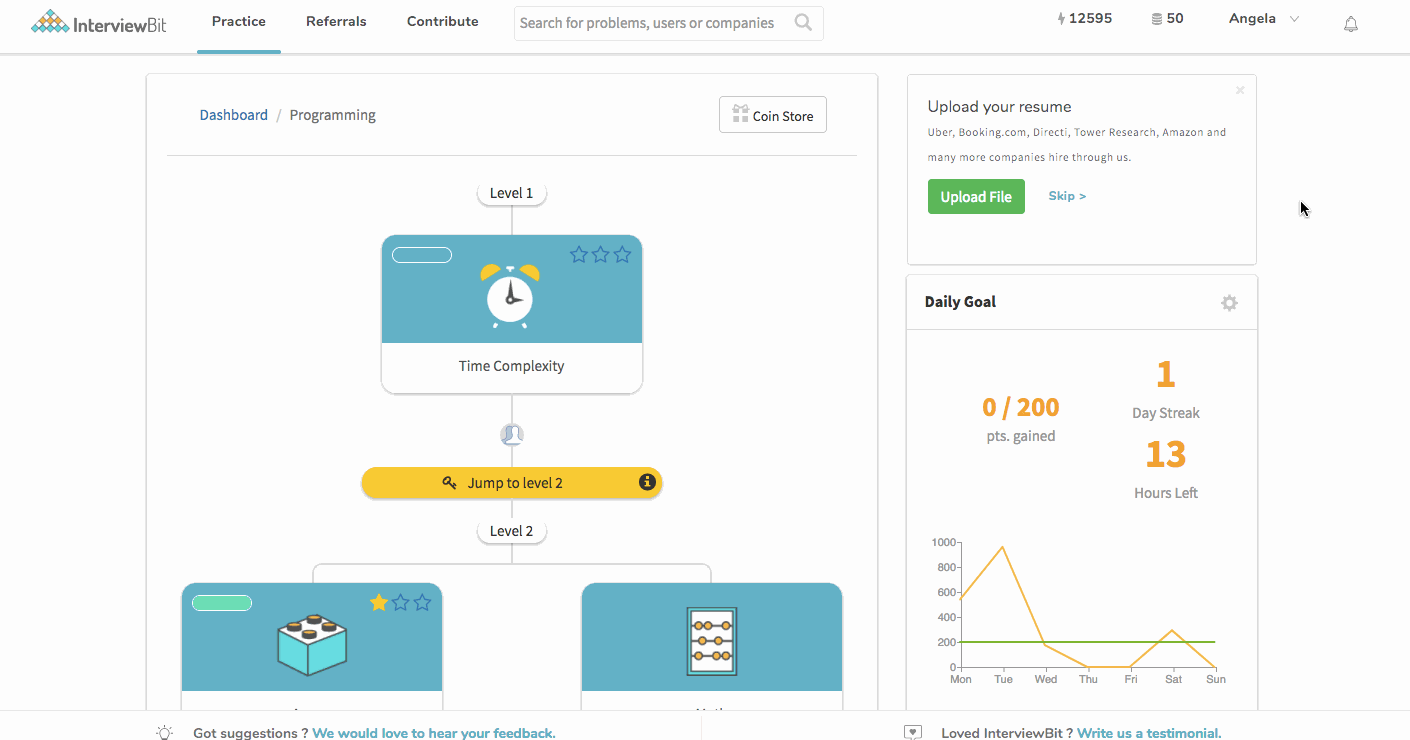 InterviewBit
Practice
Referrals
Contribute
Search for problems, users or companies
12595
50
Angela
Dashboard / Programming
Coin Store
Level 1
Time Complexity
Jump to level 2
Level 2
Upload your resume
Uber, Booking.com, Directi, Tower Research, Amazon and
many more companies hire through us.
Upload File
Skip >
Daily Goal
0 / 200
pts. gained
1
Day Streak
13
Hours Left
1000
800
600
400
200
0
Mon Tue Wed Thu Fri Sat Sun
Got suggestions ? We would love to hear your feedback.
Loved InterviewBit ? Write us a testimonial.